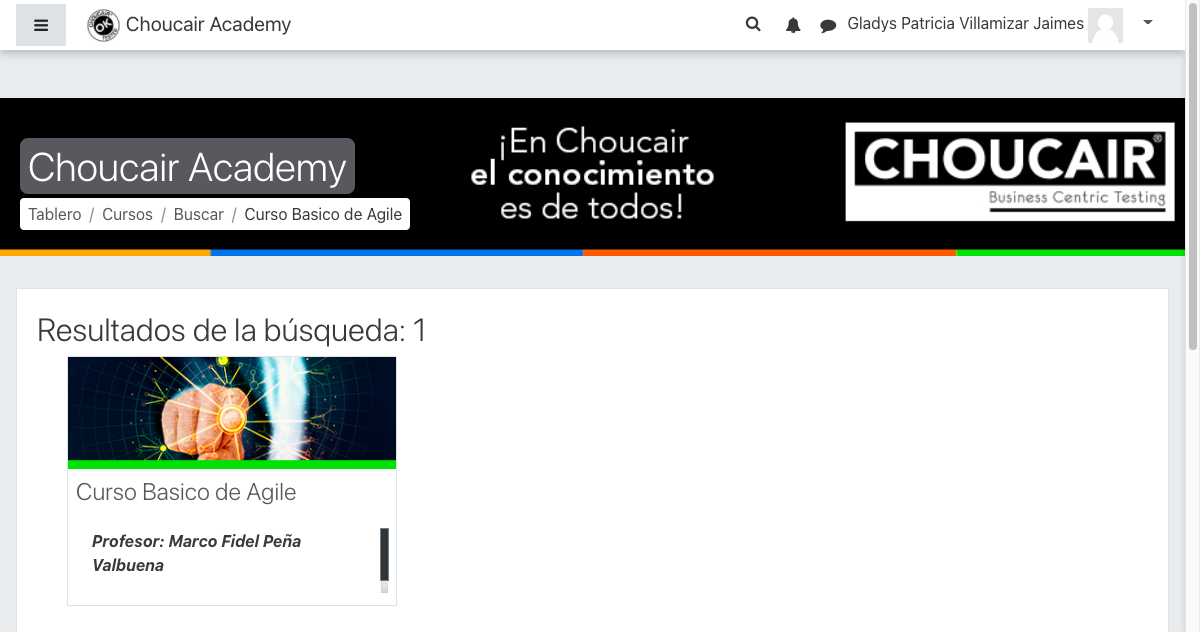 Choucair Academy
Gladys Patricia Villamizar Jaimes
¡En Choucair
el conocimiento
es de todos!
CHOUCAIR®
Business Centric Testing
Choucair Academy
Tablero / Cursos / Buscar / Curso Basico de Agile
Resultados de la búsqueda: 1
Curso Basico de Agile
Profesor: Marco Fidel Peña
Valbuena